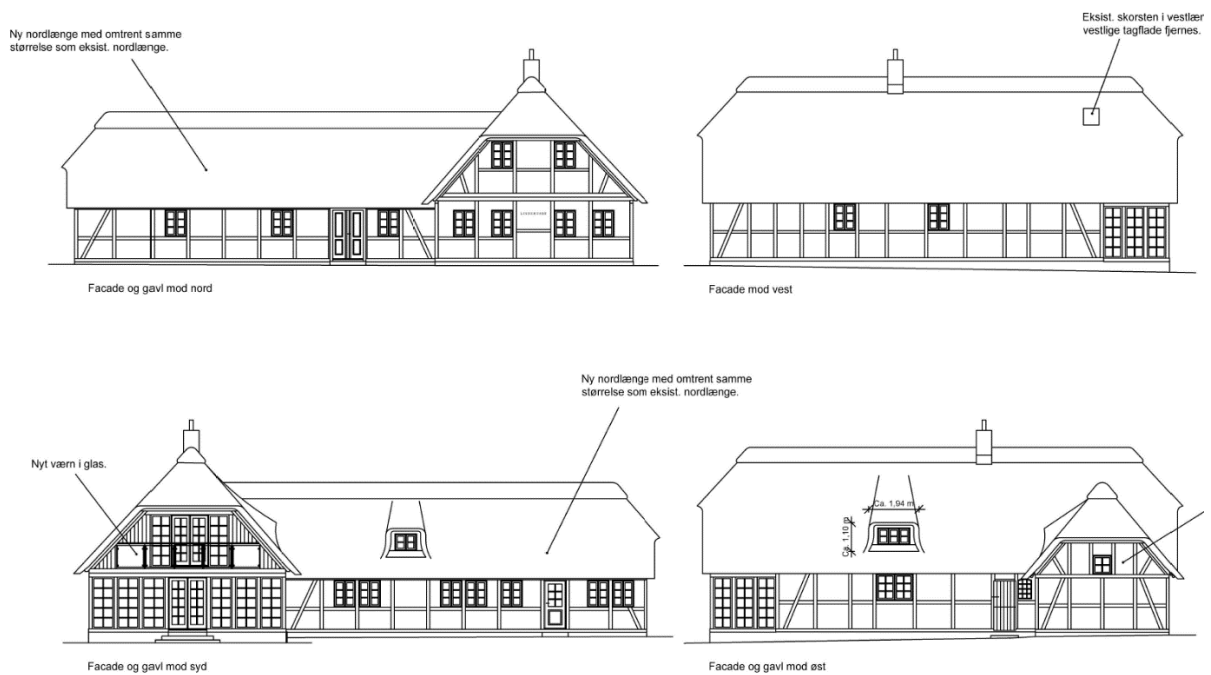 Ny nordlænge med omtrent samme
størrelse som eksist. nordlænge.
Eksist. skorsten i vestlær
vestlige tagflade fjernes.
Facade og gavl mod nord
Facade mod vest
Ny nordlænge med omtrent samme
størrelse som eksist. nordlænge.
Nyt værn i glas.
Ca. 1,94 m
Ca. 1,10 m
Facade og gavl mod syd
Facade og gavl mod øst